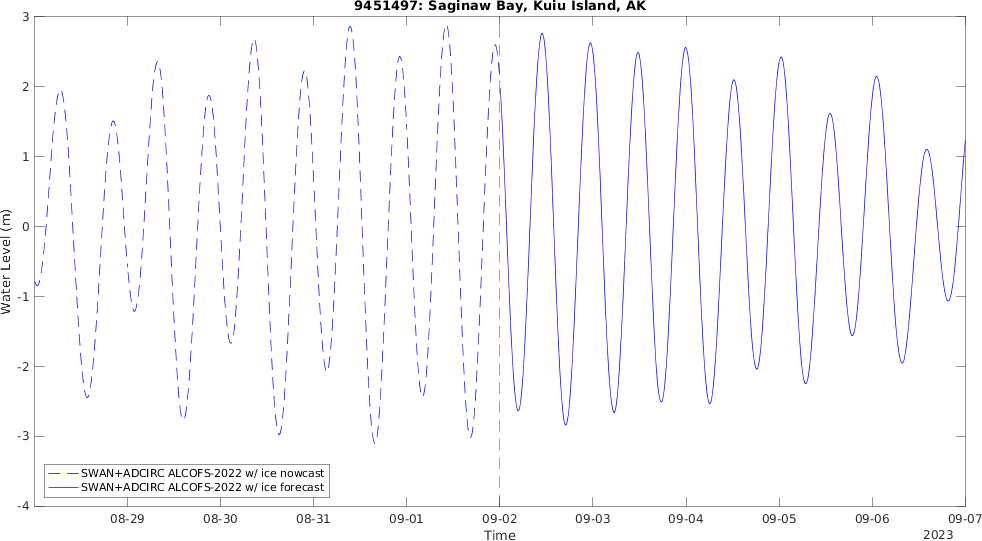 9451497: Saginaw Bay, Kuiu Island, AK
Water Level (m)
3
2
1
0
-1
-2
-3
-4
SWAN+ADCIRC ALCOFS-2022 w/ ice nowcast
SWAN+ADCIRC ALCOFS-2022 w/ ice forecast
08-29 08-30 08-31 09-01 09-02 09-03 09-04 09-05 09-06 09-07
Time
2023